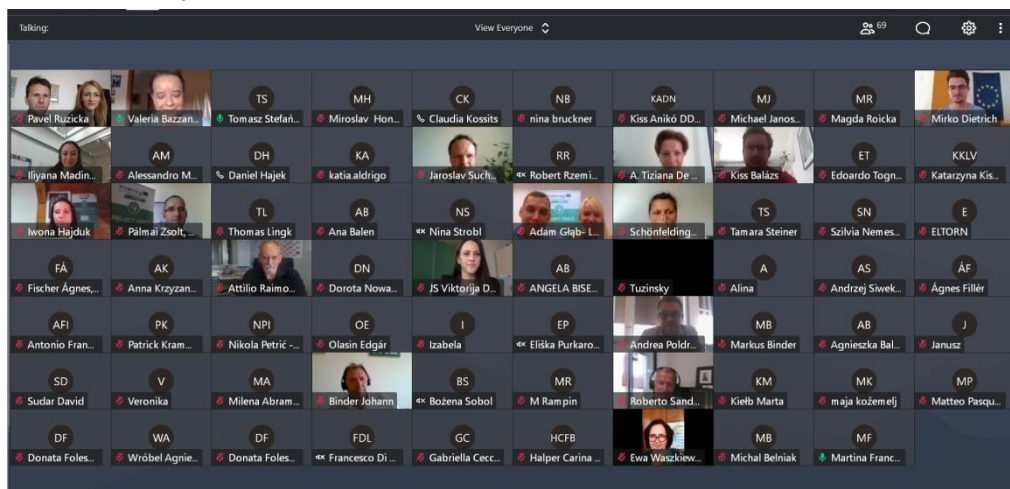 Talking:
View Everyone
69
TS MH CK NB KADN MJ MR
Pavel Ruzicka Valeria Bazzan... Tomasz Stefań... Miroslav Hon... Claudia Kossits nina bruckner Kiss Anikó DD... Michael Janos... Magda Roicka Mirko Dietrich
AM DH KA RR ET KKLV
Iliyana Madin... Alessandro M... Daniel Hajek katia.aldrigo Jaroslav Such... Robert Rzemi... A. Tiziana De ... Kiss Balázs Edoardo Togn... Katarzyna Kis...
TL AB NS TS SN E
Iwona Hajduk Pálmai Zsolt, ... Thomas Lingk Ana Balen Nina Strobl Adam Głąb- L... Schönfelding... Tamara Steiner Szilvia Nemes... ELTORN
FÁ AK DN AB A AS ÁF
Fischer Ágnes,... Anna Krzyzan... Attilio Raimo... Dorota Nowa... JS Viktorija D... ANGELA BISE... Tuzinsky Alina Andrzej Siwek... Ágnes Fillér
AFI PK NPI OE I EP MB AB J
Antonio Fran... Patrick Kram... Nikola Petrić -... Olasin Edgár Izabela Eliška Purkaro... Andrea Poldr... Markus Binder Agnieszka Bal... Janusz
SD V MA BS MR KM MK MP
Sudar David Veronika Milena Abram... Binder Johann Bożena Sobol M Rampin Roberto Sand... Kiełb Marta maja kožemelj Matteo Pasqu...
DF WA DF FDL GC HCFB MB MF
Donata Foles... Wróbel Agnie... Donata Foles... Francesco Di ... Gabriella Cecc... Halper Carina ... Ewa Waszkiew... Michal Belniak Martina Franc...